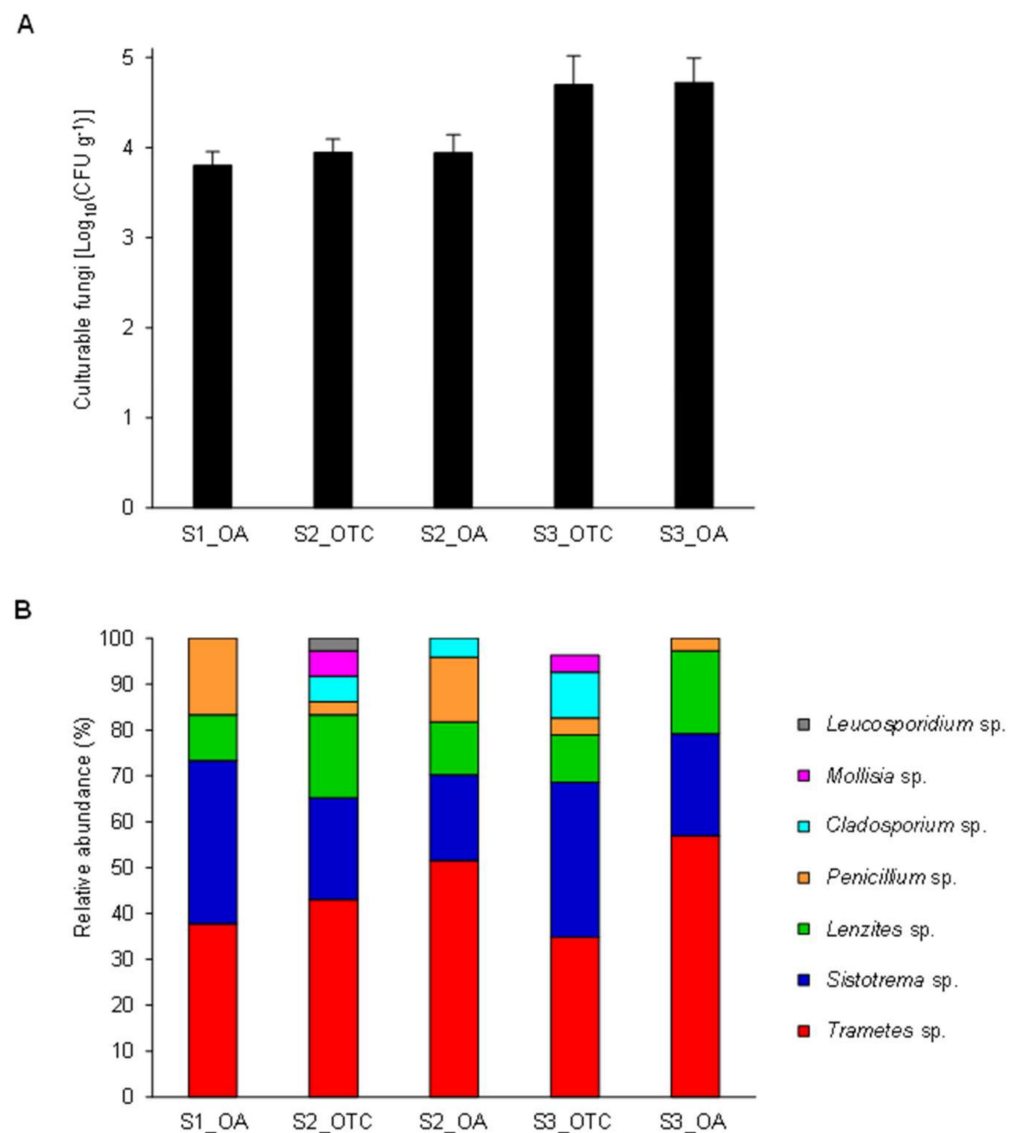 A
Culturable fungi [Log₁₀(CFU g⁻¹)]
5
4
3
2
1
0
S1_OA S2_OTC S2_OA S3_OTC S3_OA
B
Relative abundance (%)
100
90
80
70
60
50
40
30
20
10
0
S1_OA S2_OTC S2_OA S3_OTC S3_OA
Leucosporidium sp.
Mollisia sp.
Cladosporium sp.
Penicillium sp.
Lenzites sp.
Sistotrema sp.
Trametes sp.